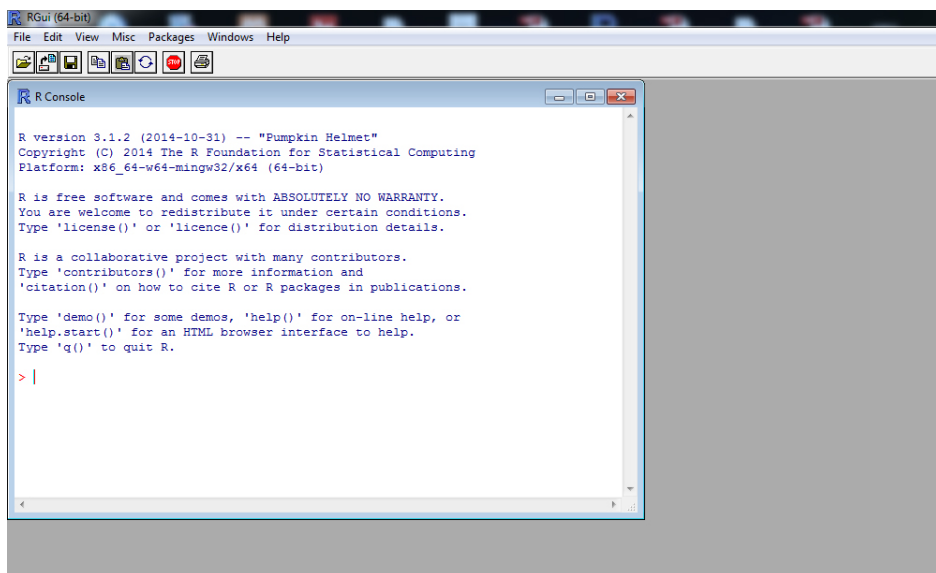 RGui (64-bit)
File Edit View Misc Packages Windows Help
STOP
R Console
R version 3.1.2 (2014-10-31) -- "Pumpkin Helmet"
Copyright (C) 2014 The R Foundation for Statistical Computing
Platform: x86_64-w64-mingw32/x64 (64-bit)
R is free software and comes with ABSOLUTELY NO WARRANTY.
You are welcome to redistribute it under certain conditions.
Type 'license()' or 'licence()' for distribution details.
R is a collaborative project with many contributors.
Type 'contributors()' for more information and
'citation()' on how to cite R or R packages in publications.
Type 'demo()' for some demos, 'help()' for on-line help, or
'help.start()' for an HTML browser interface to help.
Type 'q()' to quit R.
>